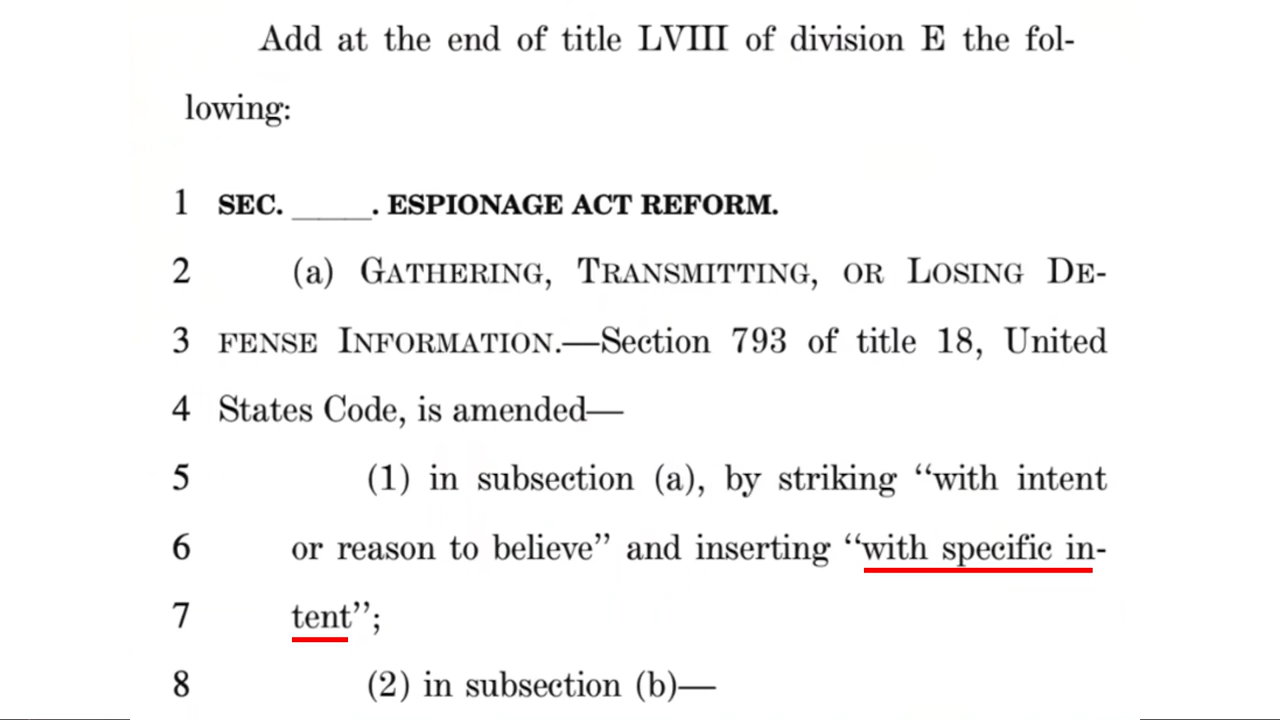 Add at the end of title LVIII of division E the fol-
lowing:
1 SEC. _____. ESPIONAGE ACT REFORM.
2 (a) GATHERING, TRANSMITTING, OR LOSING DE-
3 FENSE INFORMATION.—Section 793 of title 18, United
4 States Code, is amended—
5 (1) in subsection (a), by striking ‘‘with intent
6 or reason to believe’’ and inserting ‘‘with specific in-
7 tent’’;
8 (2) in subsection (b)—